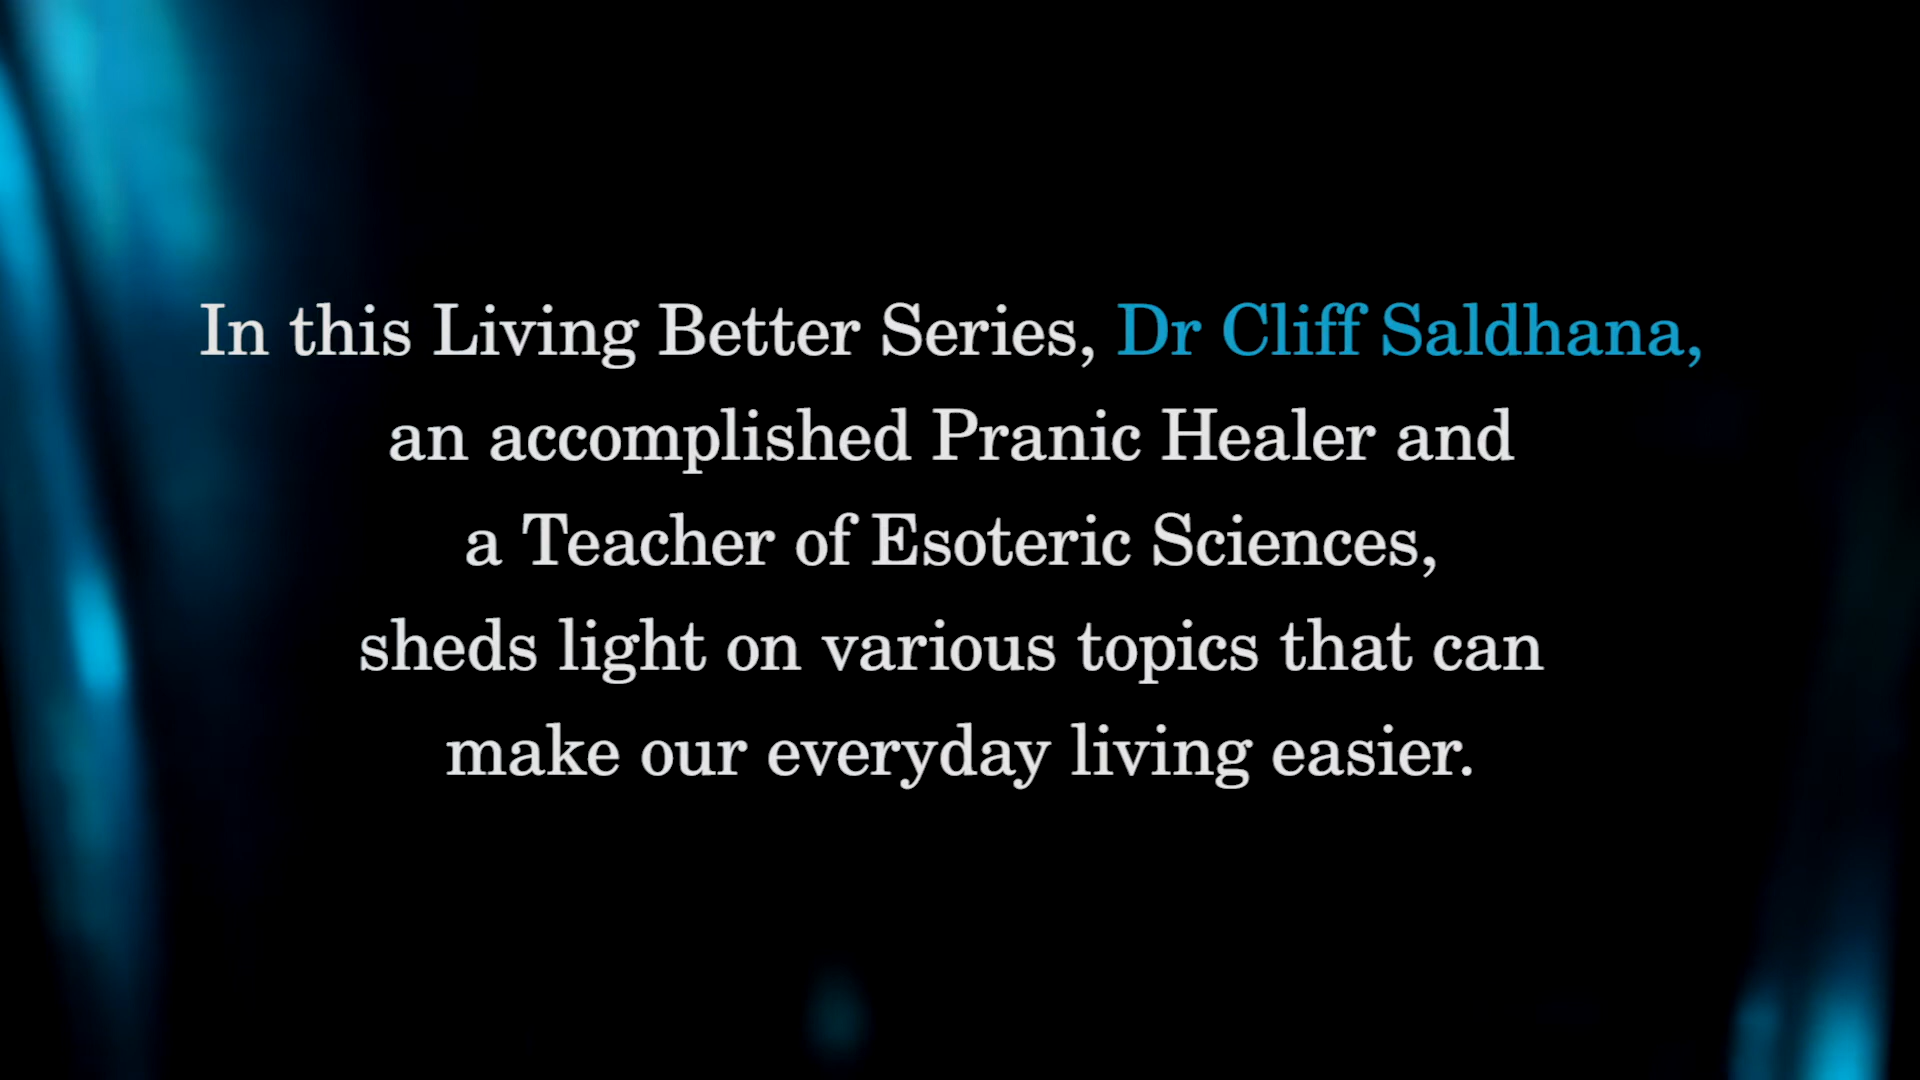 In this Living Better Series, Dr Cliff Saldhana,
an accomplished Pranic Healer and
a Teacher of Esoteric Sciences,
sheds light on various topics that can
make our everyday living easier.